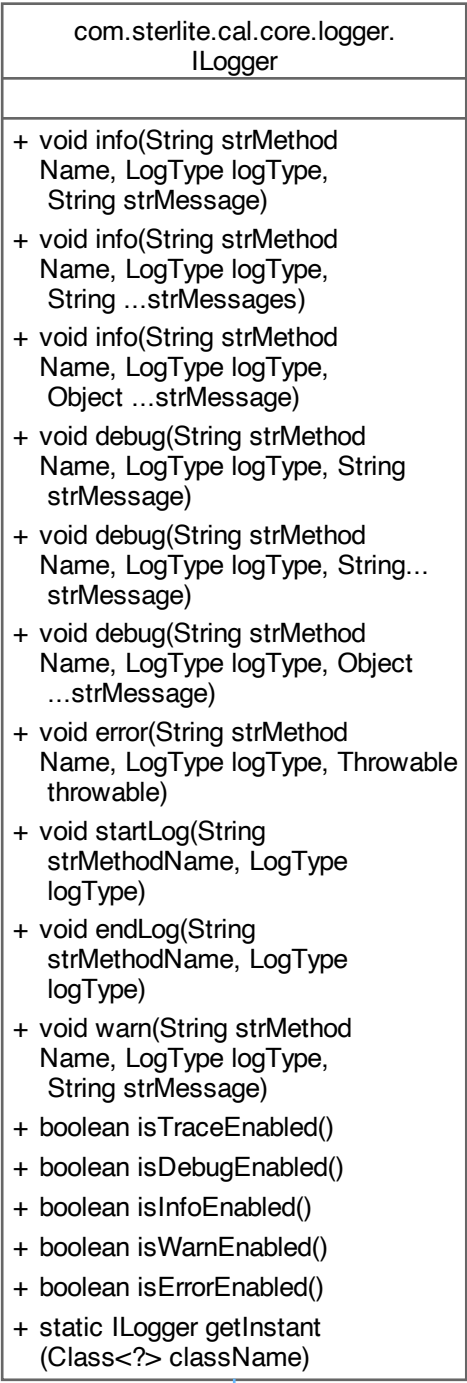 com.sterlite.cal.core.logger.
ILogger
+ void info(String strMethod
Name, LogType logType,
String strMessage)
+ void info(String strMethod
Name, LogType logType,
String ...strMessages)
+ void info(String strMethod
Name, LogType logType,
Object ...strMessage)
+ void debug(String strMethod
Name, LogType logType, String
strMessage)
+ void debug(String strMethod
Name, LogType logType, String...
strMessage)
+ void debug(String strMethod
Name, LogType logType, Object
...strMessage)
+ void error(String strMethod
Name, LogType logType, Throwable
throwable)
+ void startLog(String
strMethodName, LogType
logType)
+ void endLog(String
strMethodName, LogType
logType)
+ void warn(String strMethod
Name, LogType logType,
String strMessage)
+ boolean isTraceEnabled()
+ boolean isDebugEnabled()
+ boolean isInfoEnabled()
+ boolean isWarnEnabled()
+ boolean isErrorEnabled()
+ static ILogger getInstant
(Class<?> className)